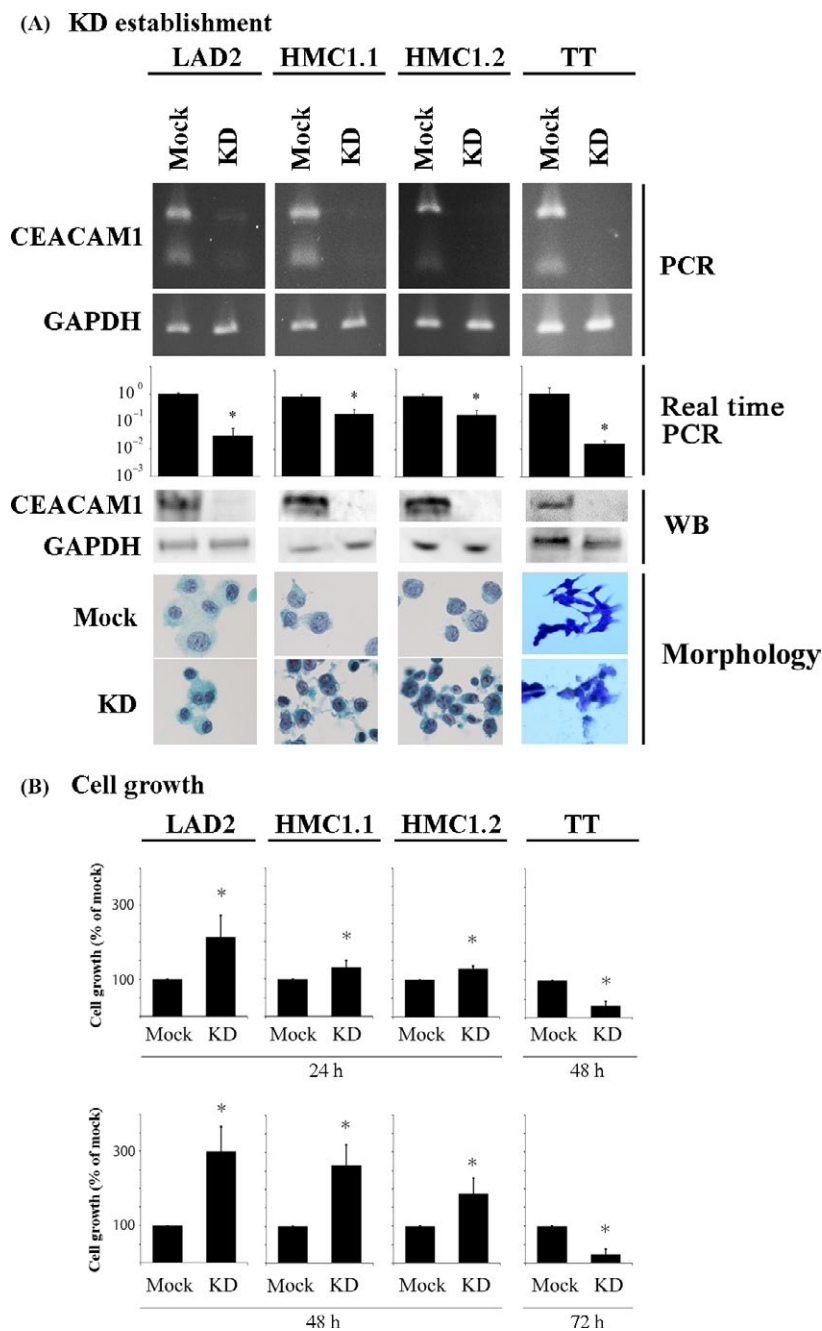 (A) KD establishment
LAD2 HMC1.1 HMC1.2 TT
Mock KD Mock KD Mock KD Mock KD
CEACAM1
PCR
GAPDH
10⁰
10⁻¹
10⁻²
10⁻³
* * * *
Real time
PCR
CEACAM1
WB
GAPDH
Mock
Morphology
KD
(B) Cell growth
LAD2 HMC1.1 HMC1.2 TT
Cell growth (% of mock)
300
100
* * * *
Mock KD Mock KD Mock KD Mock KD
24 h 48 h
Cell growth (% of mock)
300
100
* * * *
Mock KD Mock KD Mock KD Mock KD
48 h 72 h